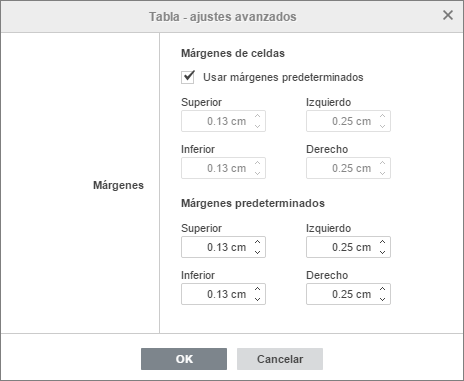 Tabla - ajustes avanzados
Márgenes
Márgenes de celdas
Usar márgenes predeterminados
Superior Izquierdo
0.13 cm 0.25 cm
Inferior Derecho
0.13 cm 0.25 cm
Márgenes predeterminados
Superior Izquierdo
0.13 cm 0.25 cm
Inferior Derecho
0.13 cm 0.25 cm
OK Cancelar